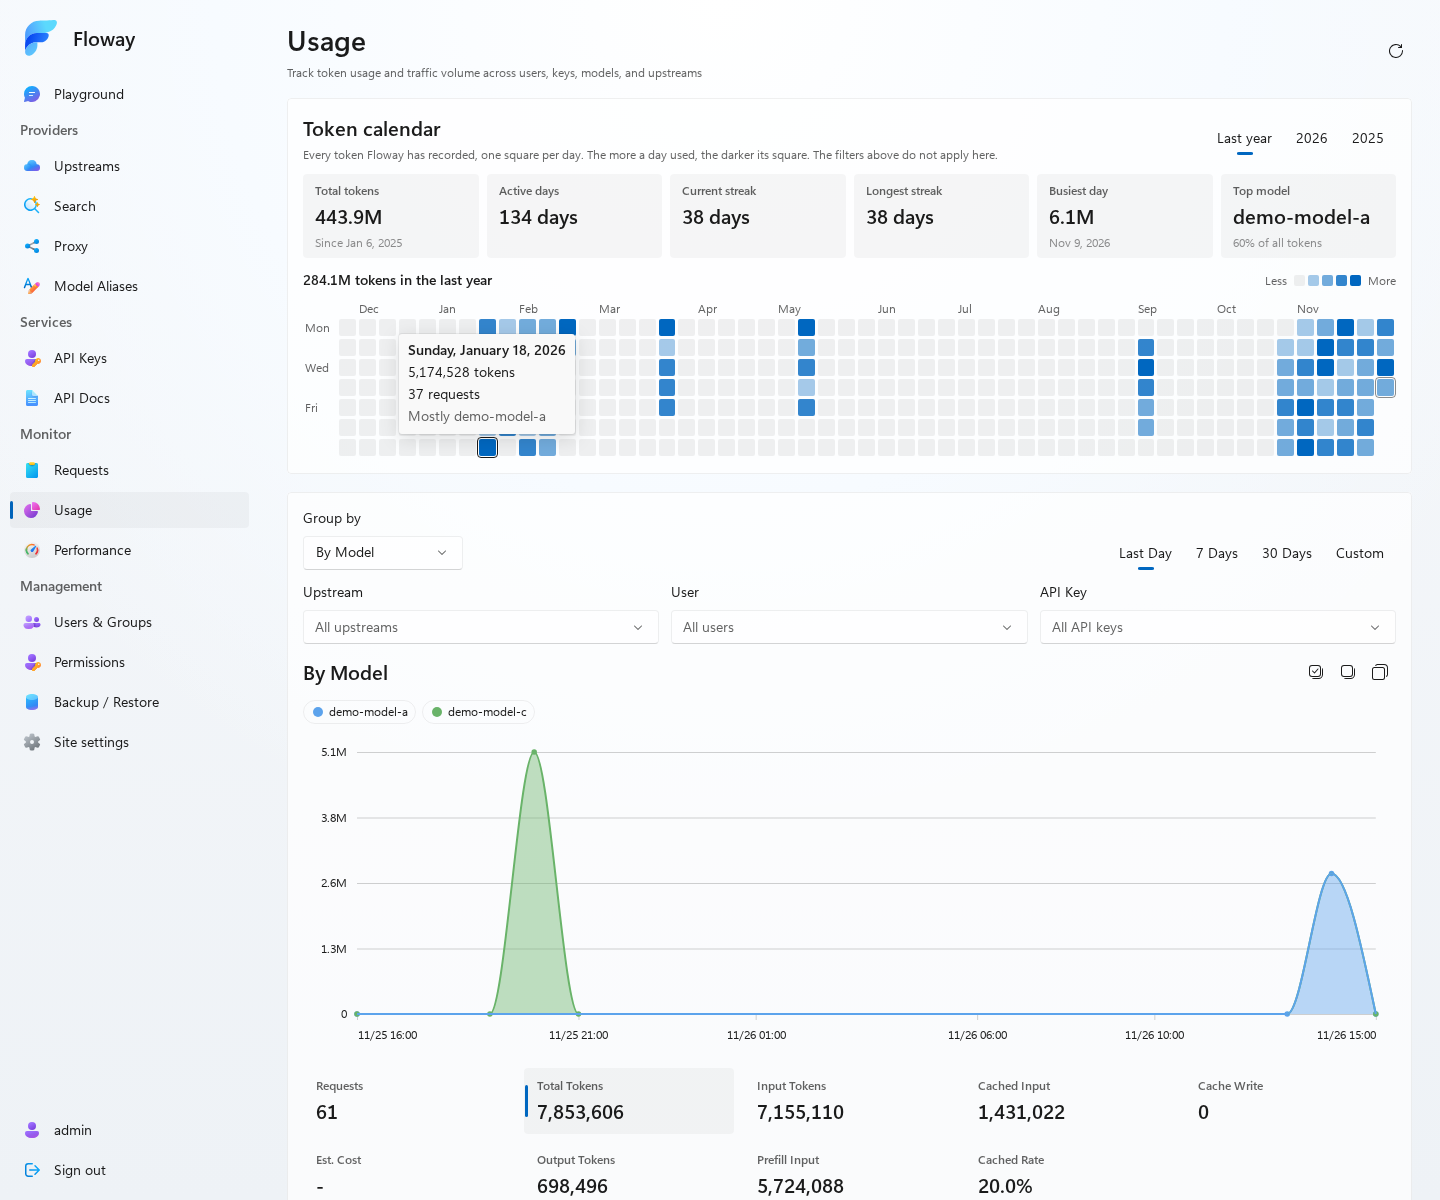 Floway
Playground
Providers
Upstreams
Search
Proxy
Model Aliases
Services
API Keys
API Docs
Monitor
Requests
Usage
Performance
Management
Users & Groups
Permissions
Backup / Restore
Site settings
admin
Sign out
Usage
Track token usage and traffic volume across users, keys, models, and upstreams
Token calendar
Every token Floway has recorded, one square per day. The more a day used, the darker its square. The filters above do not apply here.
Last year 2026 2025
Total tokens
443.9M
Since Jan 6, 2025
Active days
134 days
Current streak
38 days
Longest streak
38 days
Busiest day
6.1M
Nov 9, 2026
Top model
demo-model-a
60% of all tokens
284.1M tokens in the last year
Less More
Dec Jan Feb Mar Apr May Jun Jul Aug Sep Oct Nov
Mon
Wed
Fri
Sunday, January 18, 2026
5,174,528 tokens
37 requests
Mostly demo-model-a
Group by
By Model
Last Day 7 Days 30 Days Custom
Upstream
All upstreams
User
All users
API Key
All API keys
By Model
demo-model-a demo-model-c
5.1M
3.8M
2.6M
1.3M
0
11/25 16:00 11/25 21:00 11/26 01:00 11/26 06:00 11/26 10:00 11/26 15:00
Requests
61
Total Tokens
7,853,606
Input Tokens
7,155,110
Cached Input
1,431,022
Cache Write
0
Est. Cost
-
Output Tokens
698,496
Prefill Input
5,724,088
Cached Rate
20.0%